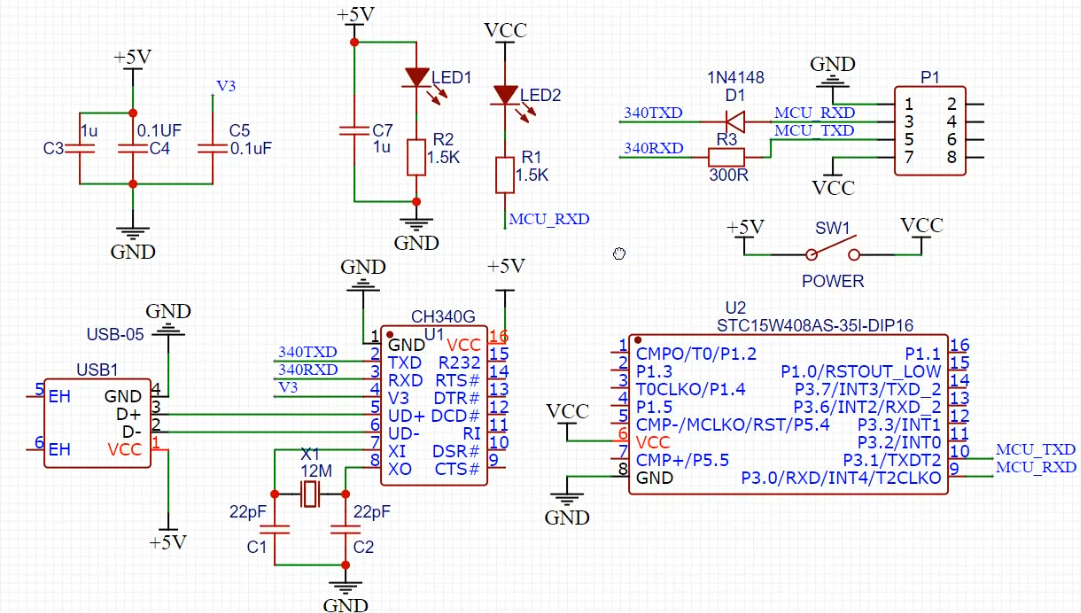 +5V
V3
1u
0.1UF
C5
C3
C4
0.1uF
GND
+5V
LED1
C7
1u
R2
1.5K
GND
VCC
LED2
R1
1.5K
MCU_RXD
1N4148
D1
340TXD
MCU_RXD
MCU_TXD
R3
340RXD
300R
GND
P1
1 2
3 4
5 6
7 8
VCC
+5V
SW1
VCC
POWER
GND
USB-05
USB1
5 EH
GND 4
D+ 3
D- 2
6 EH
VCC 1
+5V
GND
+5V
CH340G
U1
1 GND
VCC 16
340TXD
2 TXD
R232 15
340RXD
3 RXD
RTS# 14
V3
4 V3
DTR# 13
5 UD+
DCD# 12
6 UD-
RI 11
7 XI
DSR# 10
8 XO
CTS# 9
X1
12M
22pF
22pF
C1
C2
GND
U2
STC15W408AS-35I-DIP16
1 CMPO/T0/P1.2
P1.1 16
2 P1.3
P1.0/RSTOUT_LOW 15
3 T0CLKO/P1.4
P3.7/INT3/TXD_2 14
4 P1.5
P3.6/INT2/RXD_2 13
5 CMP-/MCLKO/RST/P5.4
P3.3/INT1 12
VCC
6 VCC
P3.2/INT0 11
7 CMP+/P5.5
P3.1/TXDT2 10
MCU_TXD
8 GND
P3.0/RXD/INT4/T2CLKO 9
MCU_RXD
GND